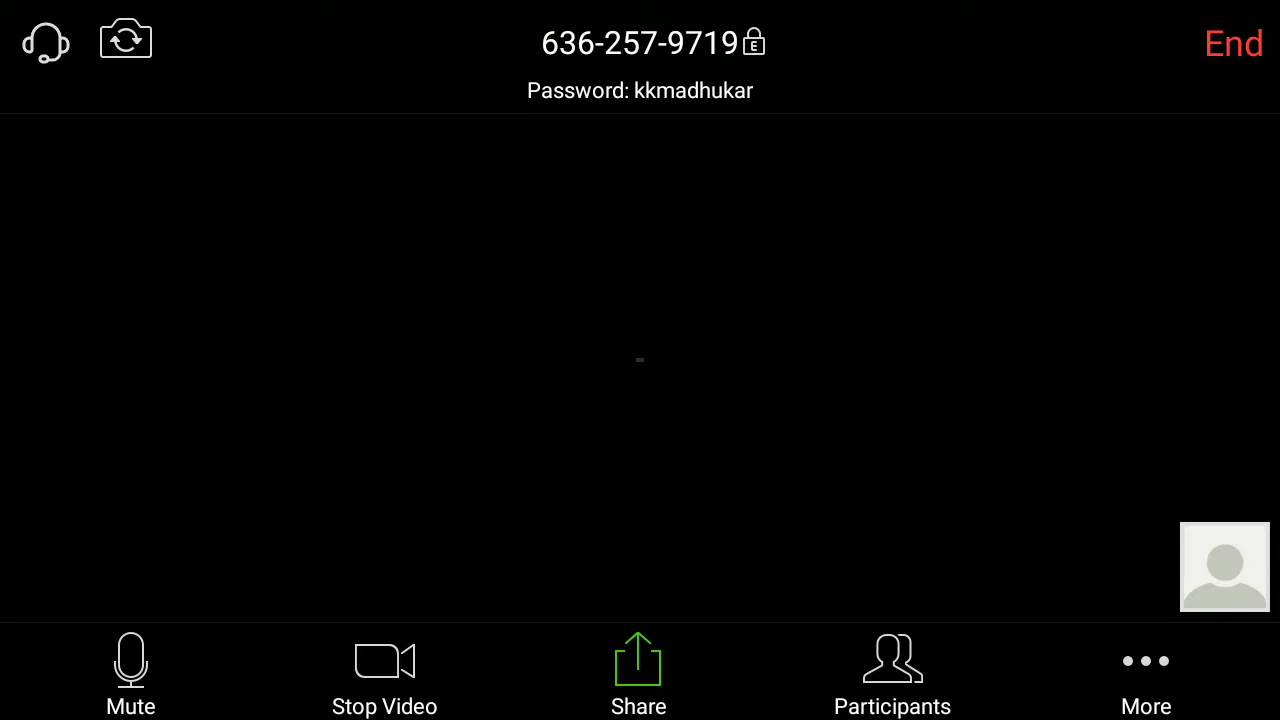 636-257-9719
End
Password: kkmadhukar
Mute
Stop Video
Share
Participants
More